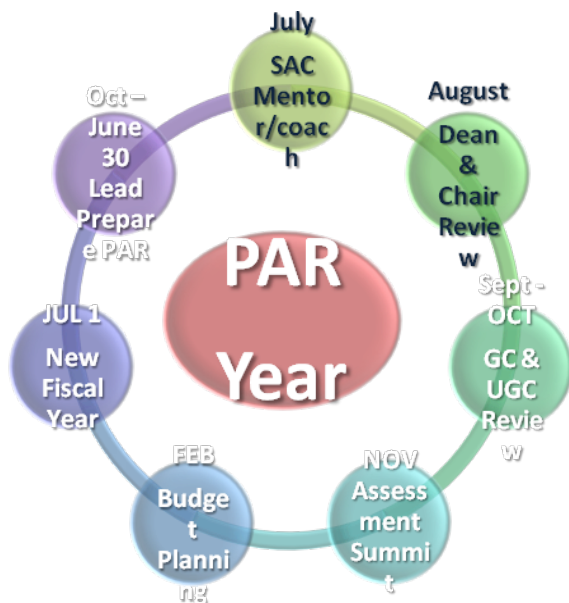 July
SAC
Mento
r/coac
h
August
Dean
&
Chair
Revie
w
Sept -
OCT
GC &
UGC
Revie
w
NOV
Assess
ment
Summi
t
FEB
Budge
t
Planni
ng
JUL 1
New
Fiscal
Year
Oct –
June
30
Lead
Prepar
e PAR
PAR
Year